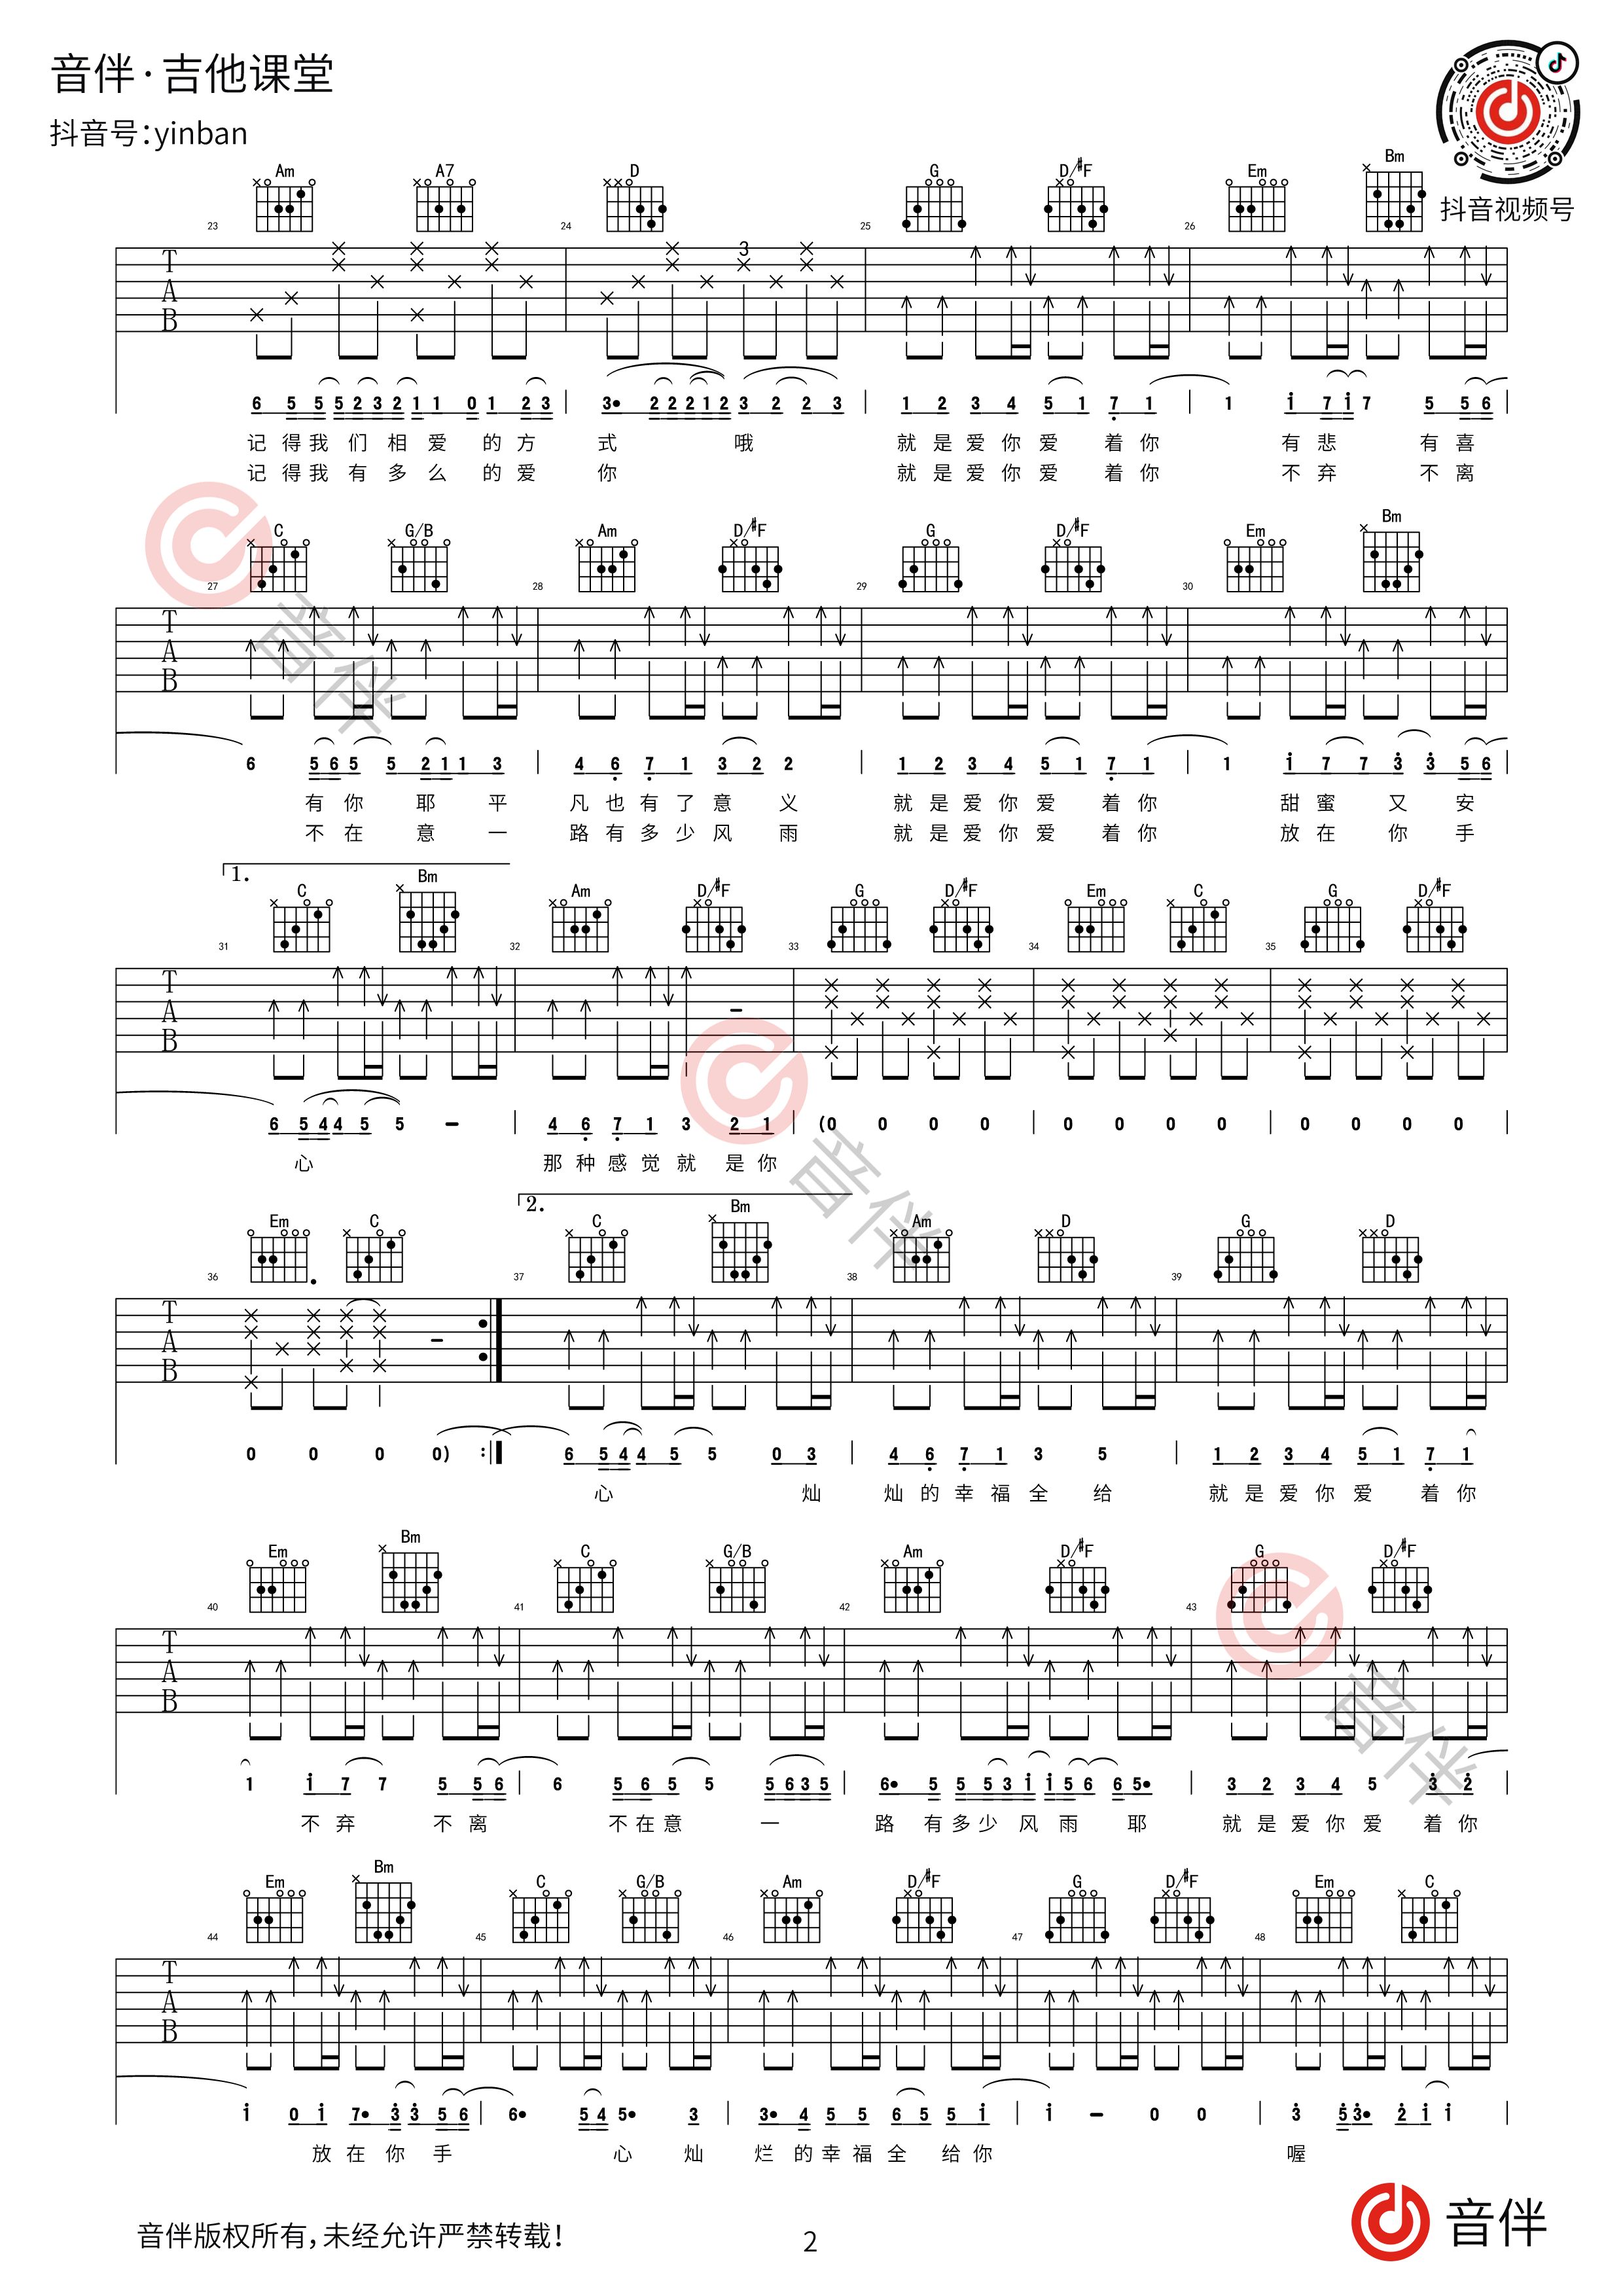 音伴·吉他课堂
抖音号:yinban
抖音视频号
Am A7 D G D/#F Em Bm
23 24 25 26
3
T
A
B
6 5 5 5 2 3 2 1 1 0 1 2 3 3• 2 2 2 1 2 3 2 2 3 1 2 3 4 5 1 7 1 1 1 7 1 7 5 5 6
记得我们相爱的方式 哦 就是爱你爱着你 有悲有喜
记得我有多么的爱你 就是爱你爱着你 不弃不离
C G/B Am D/#F G D/#F Em Bm
27 28 29 30
T
A
B
6 5 6 5 5 2 1 1 3 4 6 7 1 3 2 2 1 2 3 4 5 1 7 1 1 1 7 7 3 3 5 6
有你耶平凡也有了意义 就是爱你爱着你 甜蜜又安
不在意一路有多少风雨 就是爱你爱着你 放在你手
1.
C Bm Am D/#F G D/#F Em C G D/#F
31 32 33 34 35
T
A
B
6 5 4 4 5 5 – 4 6 7 1 3 2 1 (0 0 0 0 0 0 0 0 0 0 0 0
心 那种感觉就是你
2.
Em C C Bm Am D G D
36 37 38 39
T
A
B
0 0 0 0) 6 5 4 4 5 5 0 3 4 6 7 1 3 5 1 2 3 4 5 1 7 1
心 灿灿的幸福全给 就是爱你爱着你
Em Bm C G/B Am D/#F G D/#F
40 41 42 43
T
A
B
1 1 7 7 5 5 6 6 5 6 5 5 5 6 3 5 6• 5 5 5 3 1 1 5 6 6 5• 3 2 3 4 5 3 2
不弃不离 不在意一路有多少风雨耶 就是爱你爱着你
Em Bm C G/B Am D/#F G D/#F Em C
44 45 46 47 48
T
A
B
1 0 1 7• 3 3 5 6 6• 5 4 5• 3 3• 4 5 5 6 5 5 1 1 – 0 0 3 5 3• 2 1 1
放在你手心灿烂的幸福全给你 喔
音伴版权所有,未经允许严禁转载!
2
音伴
音伴
音伴
音伴